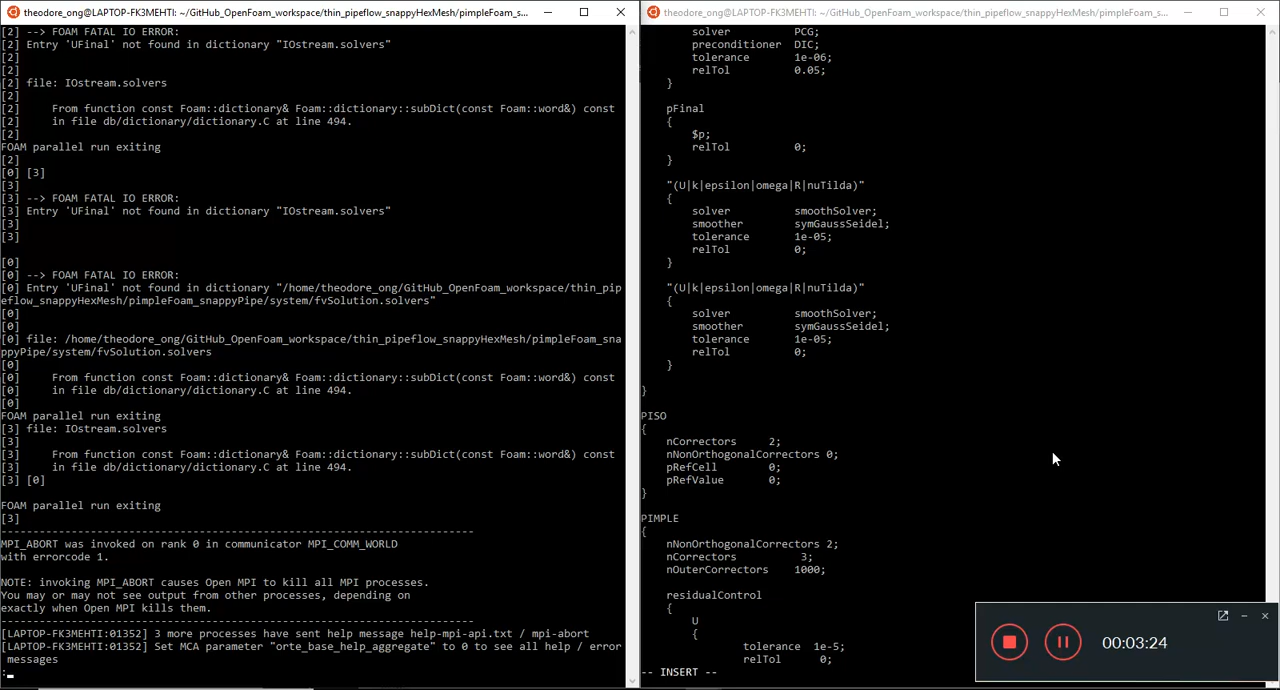 theodore_ong@LAPTOP-FK3MEHTI: ~/GitHub_OpenFoam_workspace/thin_pipeflow_snappyHexMesh/pimpleFoam_s...
[2] --> FOAM FATAL IO ERROR:
[2] Entry 'UFinal' not found in dictionary "IOstream.solvers"
[2]
[2]
[2] file: IOstream.solvers
[2]
[2]     From function const Foam::dictionary& Foam::dictionary::subDict(const Foam::word&) const
[2]     in file db/dictionary/dictionary.C at line 494.
[2]
FOAM parallel run exiting
[2]
[0] [3]
[3]
[3] --> FOAM FATAL IO ERROR:
[3] Entry 'UFinal' not found in dictionary "IOstream.solvers"
[3]
[3]
[0]
[0] --> FOAM FATAL IO ERROR:
[0] Entry 'UFinal' not found in dictionary "/home/theodore_ong/GitHub_OpenFoam_workspace/thin_pip
eflow_snappyHexMesh/pimpleFoam_snappyPipe/system/fvSolution.solvers"
[0]
[0]
[0] file: /home/theodore_ong/GitHub_OpenFoam_workspace/thin_pipeflow_snappyHexMesh/pimpleFoam_sna
ppyPipe/system/fvSolution.solvers
[0]
[0]     From function const Foam::dictionary& Foam::dictionary::subDict(const Foam::word&) const
[0]     in file db/dictionary/dictionary.C at line 494.
[0]
FOAM parallel run exiting
[3] file: IOstream.solvers
[3]
[3]     From function const Foam::dictionary& Foam::dictionary::subDict(const Foam::word&) const
[3]     in file db/dictionary/dictionary.C at line 494.
[3] [0]
FOAM parallel run exiting
[3]
--------------------------------------------------------------------------
MPI_ABORT was invoked on rank 0 in communicator MPI_COMM_WORLD
with errorcode 1.
NOTE: invoking MPI_ABORT causes Open MPI to kill all MPI processes.
You may or may not see output from other processes, depending on
exactly when Open MPI kills them.
--------------------------------------------------------------------------
[LAPTOP-FK3MEHTI:01352] 3 more processes have sent help message help-mpi-api.txt / mpi-abort
[LAPTOP-FK3MEHTI:01352] Set MCA parameter "orte_base_help_aggregate" to 0 to see all help / error
 messages
:
theodore_ong@LAPTOP-FK3MEHTI: ~/GitHub_OpenFoam_workspace/thin_pipeflow_snappyHexMesh/pimpleFoam_s...
solver          PCG;
preconditioner  DIC;
tolerance       1e-06;
relTol          0.05;
}
pFinal
{
$p;
relTol          0;
}
"(U|k|epsilon|omega|R|nuTilda)"
{
solver          smoothSolver;
smoother        symGaussSeidel;
tolerance       1e-05;
relTol          0;
}
"(U|k|epsilon|omega|R|nuTilda)"
{
solver          smoothSolver;
smoother        symGaussSeidel;
tolerance       1e-05;
relTol          0;
}
}
PISO
{
nCorrectors     2;
nNonOrthogonalCorrectors 0;
pRefCell        0;
pRefValue       0;
}
PIMPLE
{
nNonOrthogonalCorrectors 2;
nCorrectors         3;
nOuterCorrectors    1000;
residualControl
{
U
{
tolerance  1e-5;
relTol      0;
-- INSERT --
00:03:24